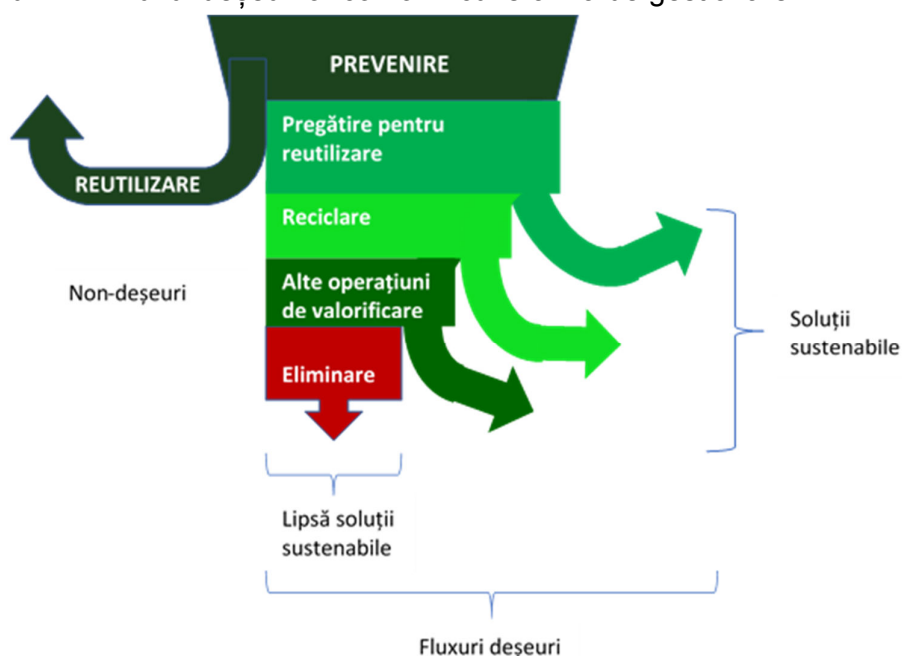 PREVENIRE
Pregătire pentru
reutilizare
REUTILIZARE
Reciclare
Alte operațiuni
de valorificare
Non-deșeuri
Soluții
sustenabile
Eliminare
Lipsă soluții
sustenabile
Fluxuri deșeuri